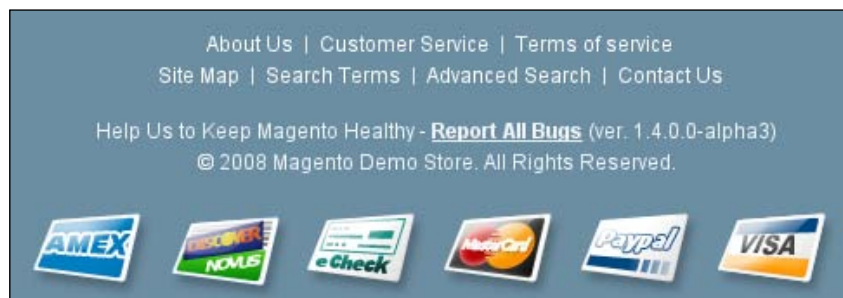 About Us | Customer Service | Terms of service
Site Map | Search Terms | Advanced Search | Contact Us
Help Us to Keep Magento Healthy - Report All Bugs (ver. 1.4.0.0-alpha3)
© 2008 Magento Demo Store. All Rights Reserved.
AMEX
DISCOVER
NOVUS
eCheck
MasterCard
PayPal
VISA